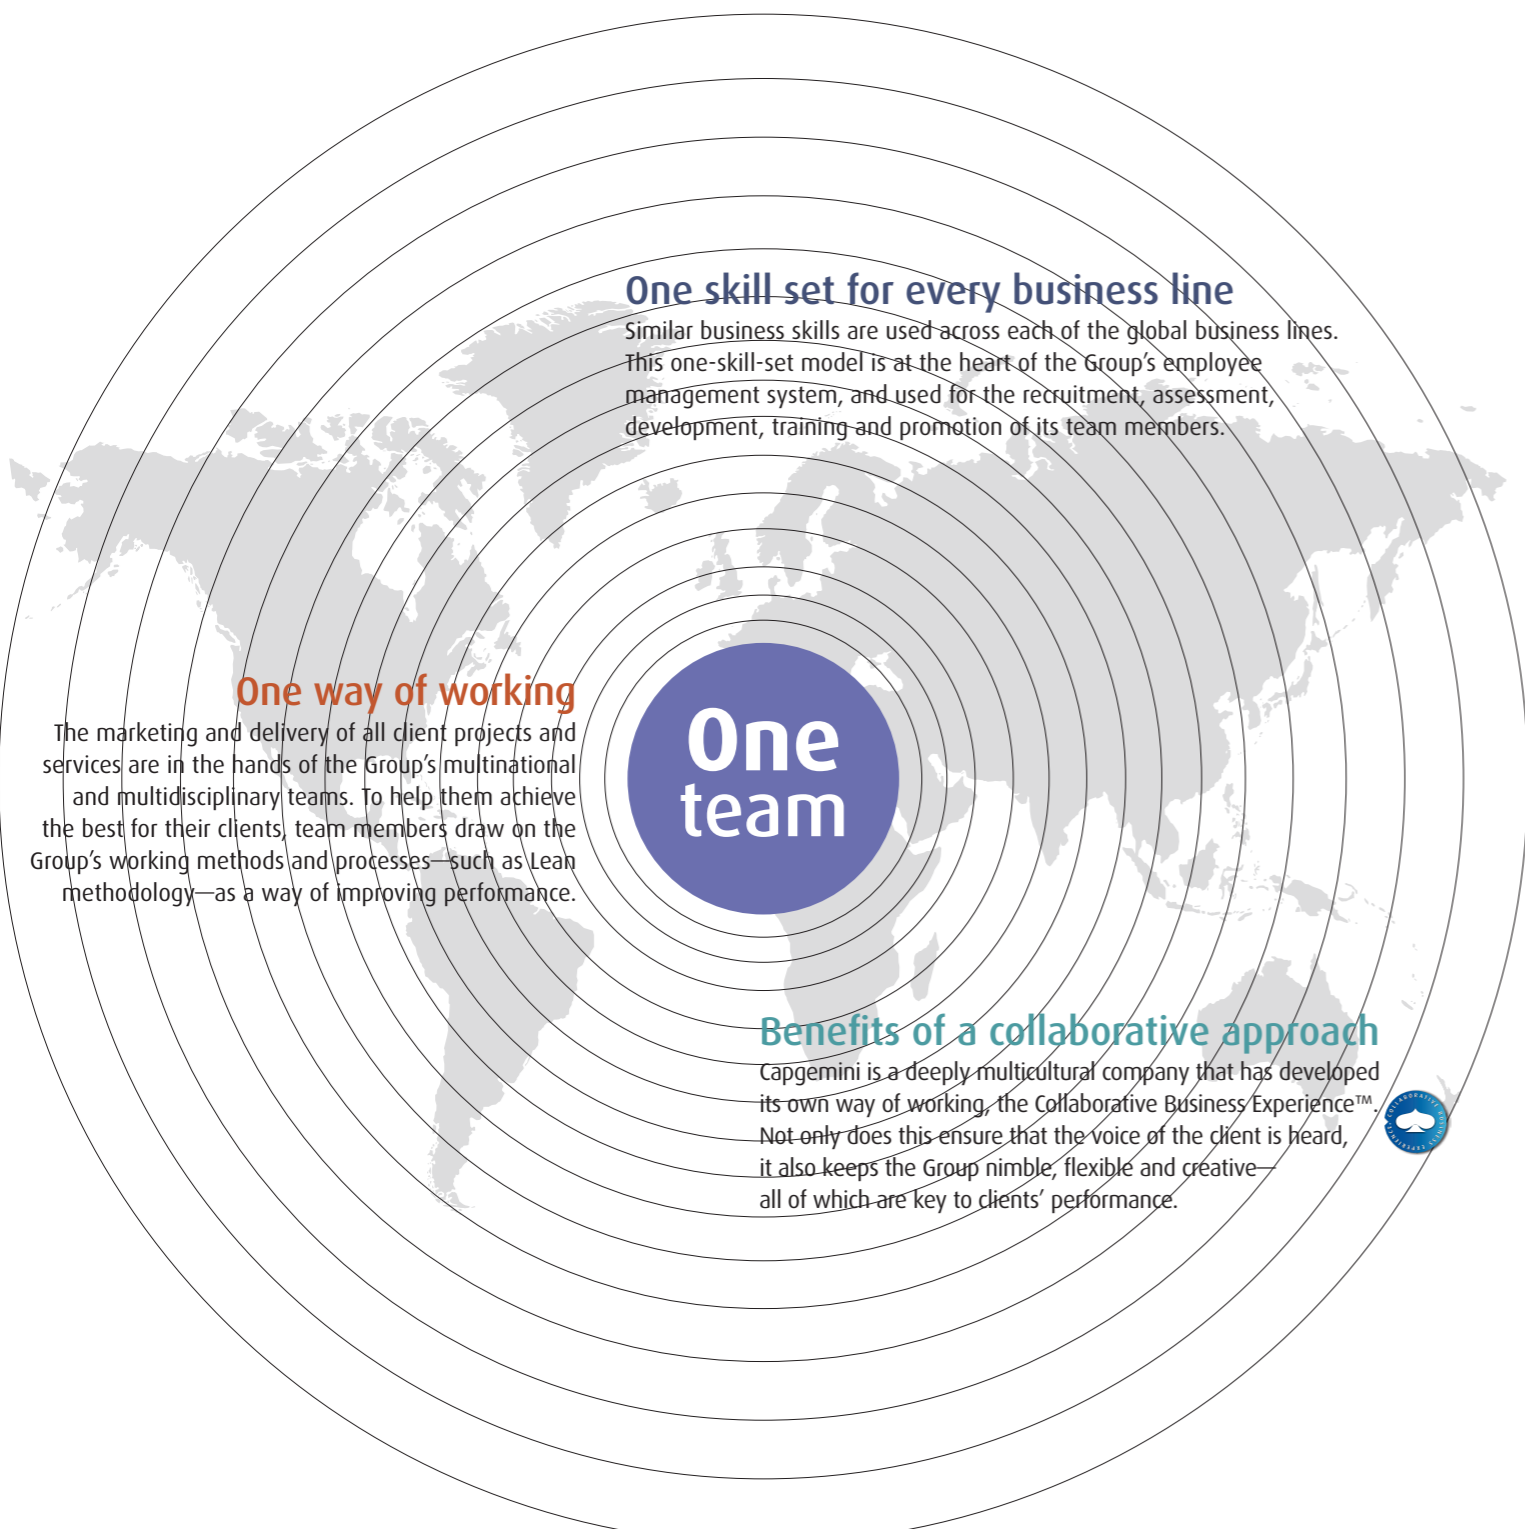 One skill set for every business line
Similar business skills are used across each of the global business lines.
This one-skill-set model is at the heart of the Group’s employee
management system, and used for the recruitment, assessment,
development, training and promotion of its team members.
One way of working
The marketing and delivery of all client projects and
services are in the hands of the Group’s multinational
and multidisciplinary teams. To help them achieve
the best for their clients, team members draw on the
Group’s working methods and processes—such as Lean
methodology—as a way of improving performance.
One
team
Benefits of a collaborative approach
Capgemini is a deeply multicultural company that has developed
its own way of working, the Collaborative Business Experience™.
Not only does this ensure that the voice of the client is heard,
it also keeps the Group nimble, flexible and creative—
all of which are key to clients’ performance.
COLLABORATIVE BUSINESS EXPERIENCE